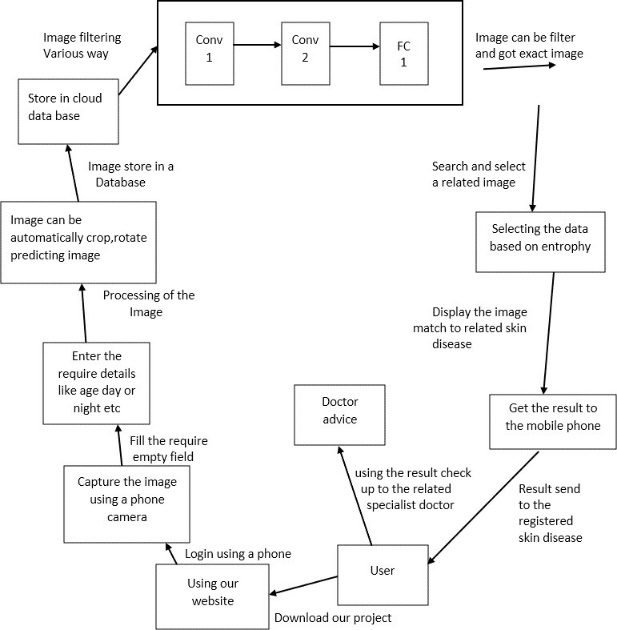 Image filtering
Various way
Conv
1
Conv
2
FC
1
Image can be filter
and got exact image
Store in cloud
data base
Search and select
a related image
Image store in a
Database
Image can be
automatically crop,rotate
predicting image
Selecting the data
based on entrophy
Processing of the
Image
Display the image
match to related skin
disease
Enter the
require details
like age day or
night etc
Doctor
advice
Get the result to
the mobile phone
Fill the require
empty field
Capture the image
using a phone
camera
using the result check
up to the related
specialist doctor
Result send
to the
registered
skin disease
Login using a phone
Using our
website
User
Download our project